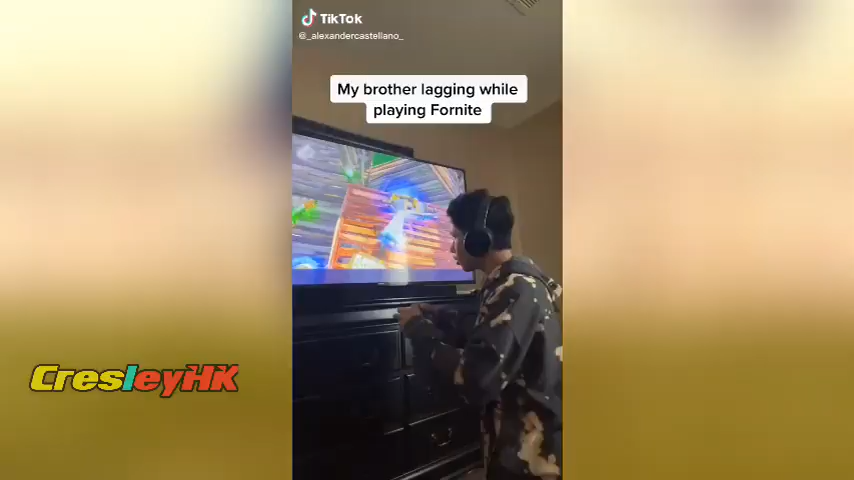 TikTok
@_alexandercastellano_
My brother lagging while
playing Fornite
CresleyHK